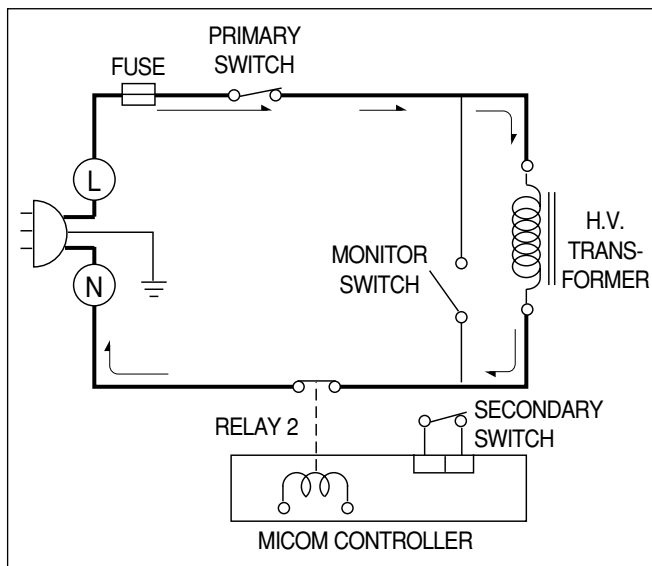 PRIMARY
SWITCH
FUSE
L
N
MONITOR
SWITCH
H.V.
TRANS-
FORMER
RELAY 2
SECONDARY
SWITCH
MICOM CONTROLLER